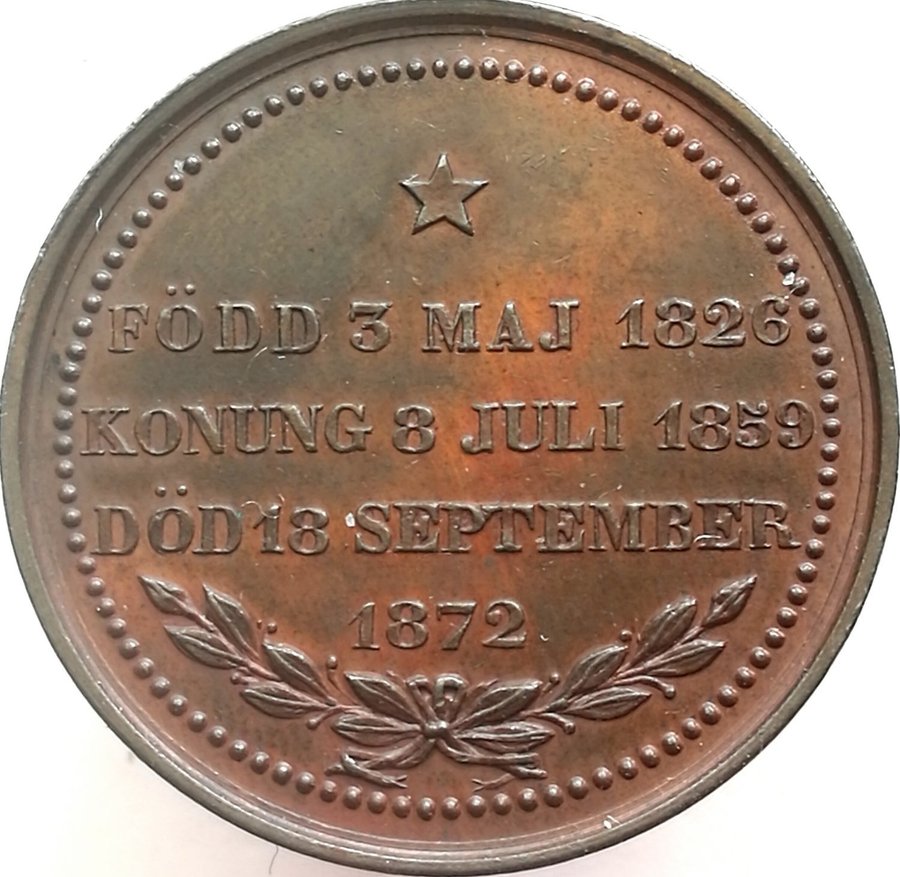 FÖDD 3 MAJ 1826
KONUNG 8 JULI 1859
DÖD 18 SEPTEMBER
1872